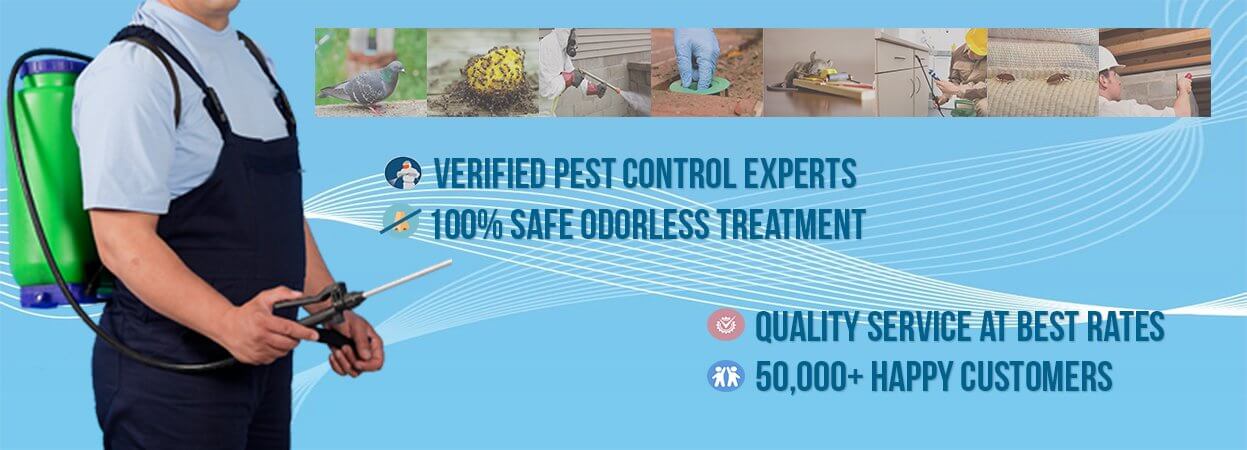 VERIFIED PEST CONTROL EXPERTS
100% SAFE ODORLESS TREATMENT
QUALITY SERVICE AT BEST RATES
50,000+ HAPPY CUSTOMERS